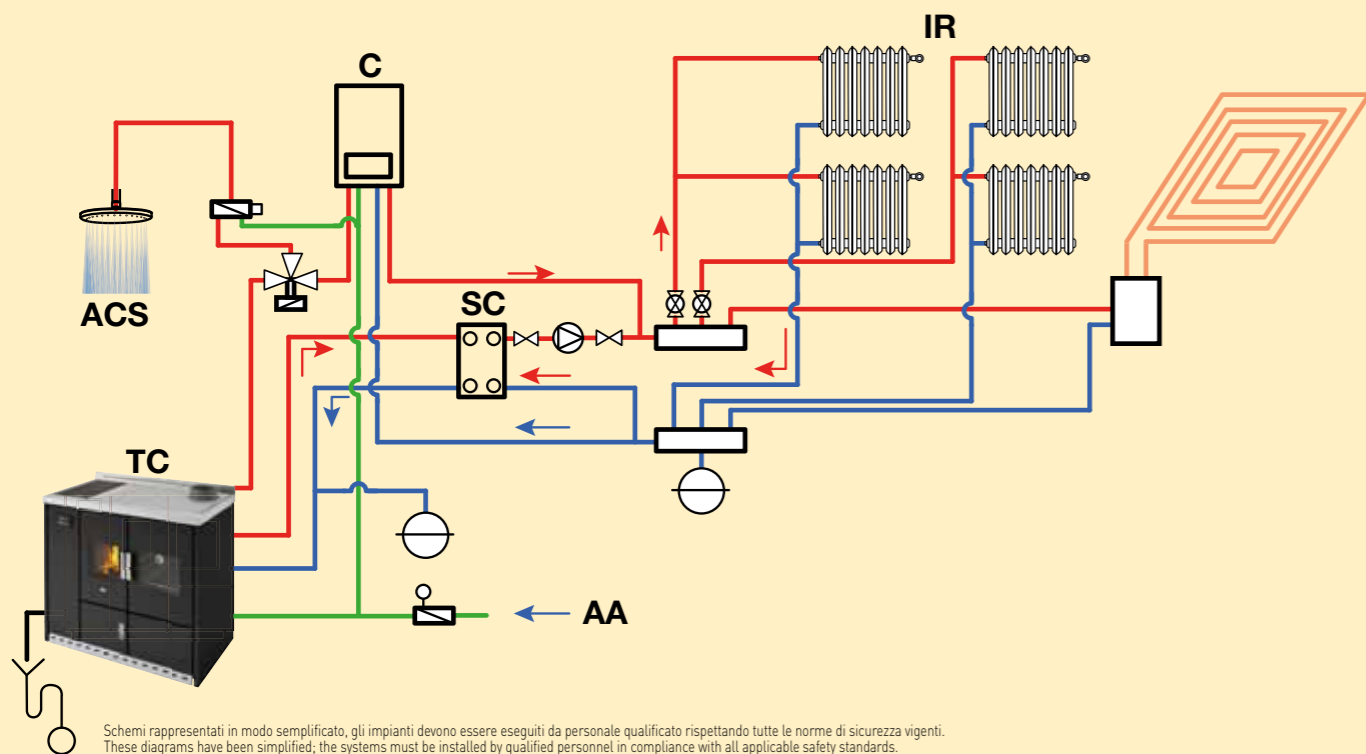 IR
C
ACS
SC
TC
AA
Schemi rappresentati in modo semplificato, gli impianti devono essere eseguiti da personale qualificato rispettando tutte le norme di sicurezza vigenti.
These diagrams have been simplified; the systems must be installed by qualified personnel in compliance with all applicable safety standards.